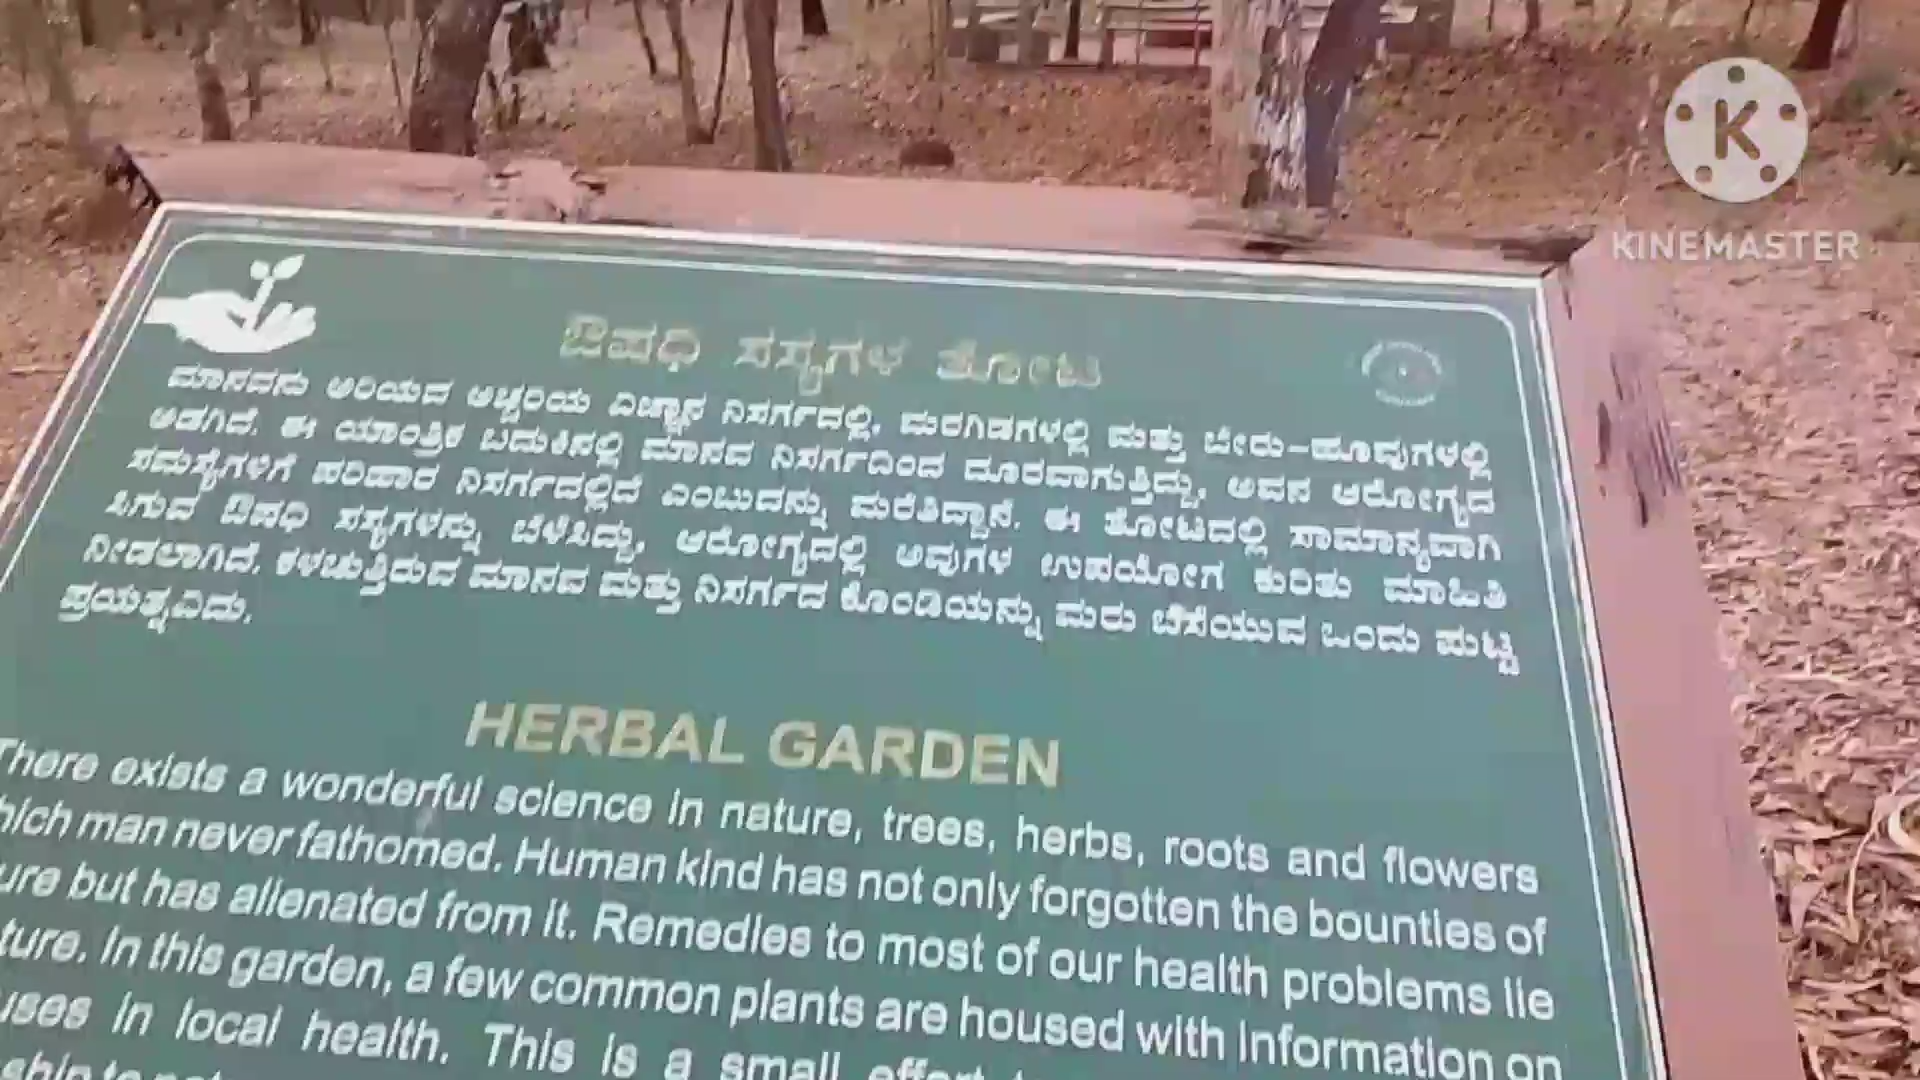 KINEMASTER
ಔಷಧಿ ಸಸ್ಯಗಳ ತೋಟ
ಮಾನವನು ಅರಿಯದ ಅಚ್ಚರಿಯ ವಿಜ್ಞಾನ ನಿಸರ್ಗದಲ್ಲಿ, ಮರಗಿಡಗಳಲ್ಲಿ ಮತ್ತು ಬೇರು-ಹೂವುಗಳಲ್ಲಿ
ಅಡಗಿದೆ. ಈ ಯಾಂತ್ರಿಕ ಬದುಕಿನಲ್ಲಿ ಮಾನವ ನಿಸರ್ಗದಿಂದ ದೂರವಾಗುತ್ತಿದ್ದು, ಅವನ ಆರೋಗ್ಯದ
ಸಮಸ್ಯೆಗಳಿಗೆ ಪರಿಹಾರ ನಿಸರ್ಗದಲ್ಲಿದೆ ಎಂಬುದನ್ನು ಮರೆತಿದ್ದಾನೆ. ಈ ತೋಟದಲ್ಲಿ ಸಾಮಾನ್ಯವಾಗಿ
ಸಿಗುವ ಔಷಧಿ ಸಸ್ಯಗಳನ್ನು ಬೆಳೆಸಿದ್ದು, ಆರೋಗ್ಯದಲ್ಲಿ ಅವುಗಳ ಉಪಯೋಗ ಕುರಿತು ಮಾಹಿತಿ
ನೀಡಲಾಗಿದೆ. ಕಳಚುತ್ತಿರುವ ಮಾನವ ಮತ್ತು ನಿಸರ್ಗದ ಕೊಂಡಿಯನ್ನು ಮರು ಬೆಸೆಯುವ ಒಂದು ಪುಟ್ಟ
ಪ್ರಯತ್ನವಿದು.
HERBAL GARDEN
There exists a wonderful science in nature, trees, herbs, roots and flowers
man never fathomed. Human kind has not only forgotten the bounties of
but has alienated from it. Remedies to most of our health problems lie
In this garden, a few common plants are housed with information on
uses in local health. This is a small effort